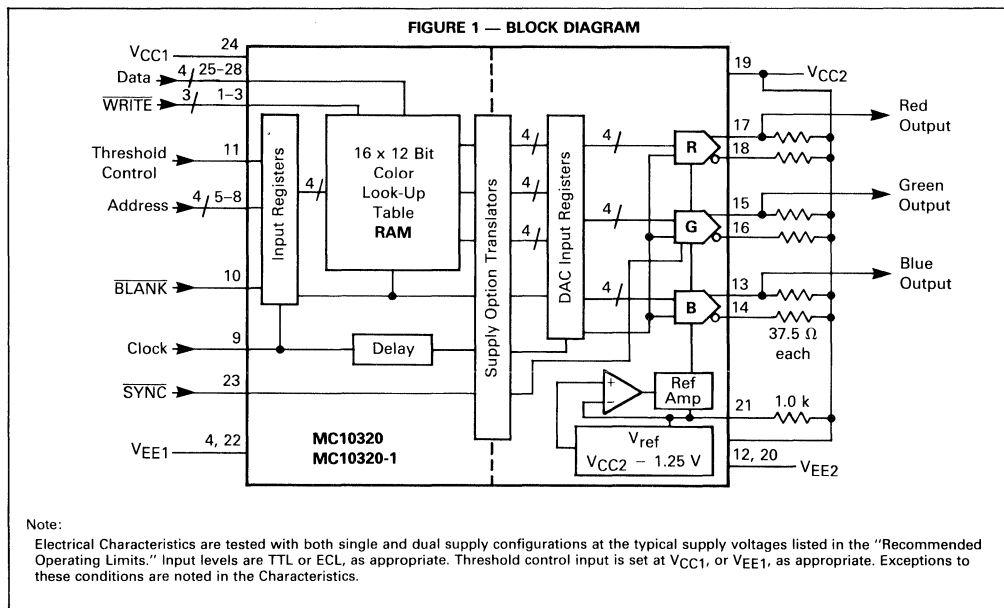 FIGURE 1 — BLOCK DIAGRAM
VCC1
24
Data
4
25–28
WRITE
3
1–3
Threshold
Control
11
Address
4
5–8
BLANK
10
Clock
9
SYNC
23
VEE1
4, 22
Input Registers
4
16 x 12 Bit
Color
Look-Up
Table
RAM
Delay
Supply Option Translators
4
4
4
DAC Input Registers
4
4
4
R
G
B
MC10320
MC10320-1
+
−
Ref
Amp
Vref
VCC2 − 1.25 V
19
VCC2
17
18
Red
Output
15
16
Green
Output
13
14
Blue
Output
37.5 Ω
each
21
1.0 k
12, 20
VEE2
Note:
Electrical Characteristics are tested with both single and dual supply configurations at the typical supply voltages listed in the "Recommended
Operating Limits." Input levels are TTL or ECL, as appropriate. Threshold control input is set at VCC1, or VEE1, as appropriate. Exceptions to
these conditions are noted in the Characteristics.